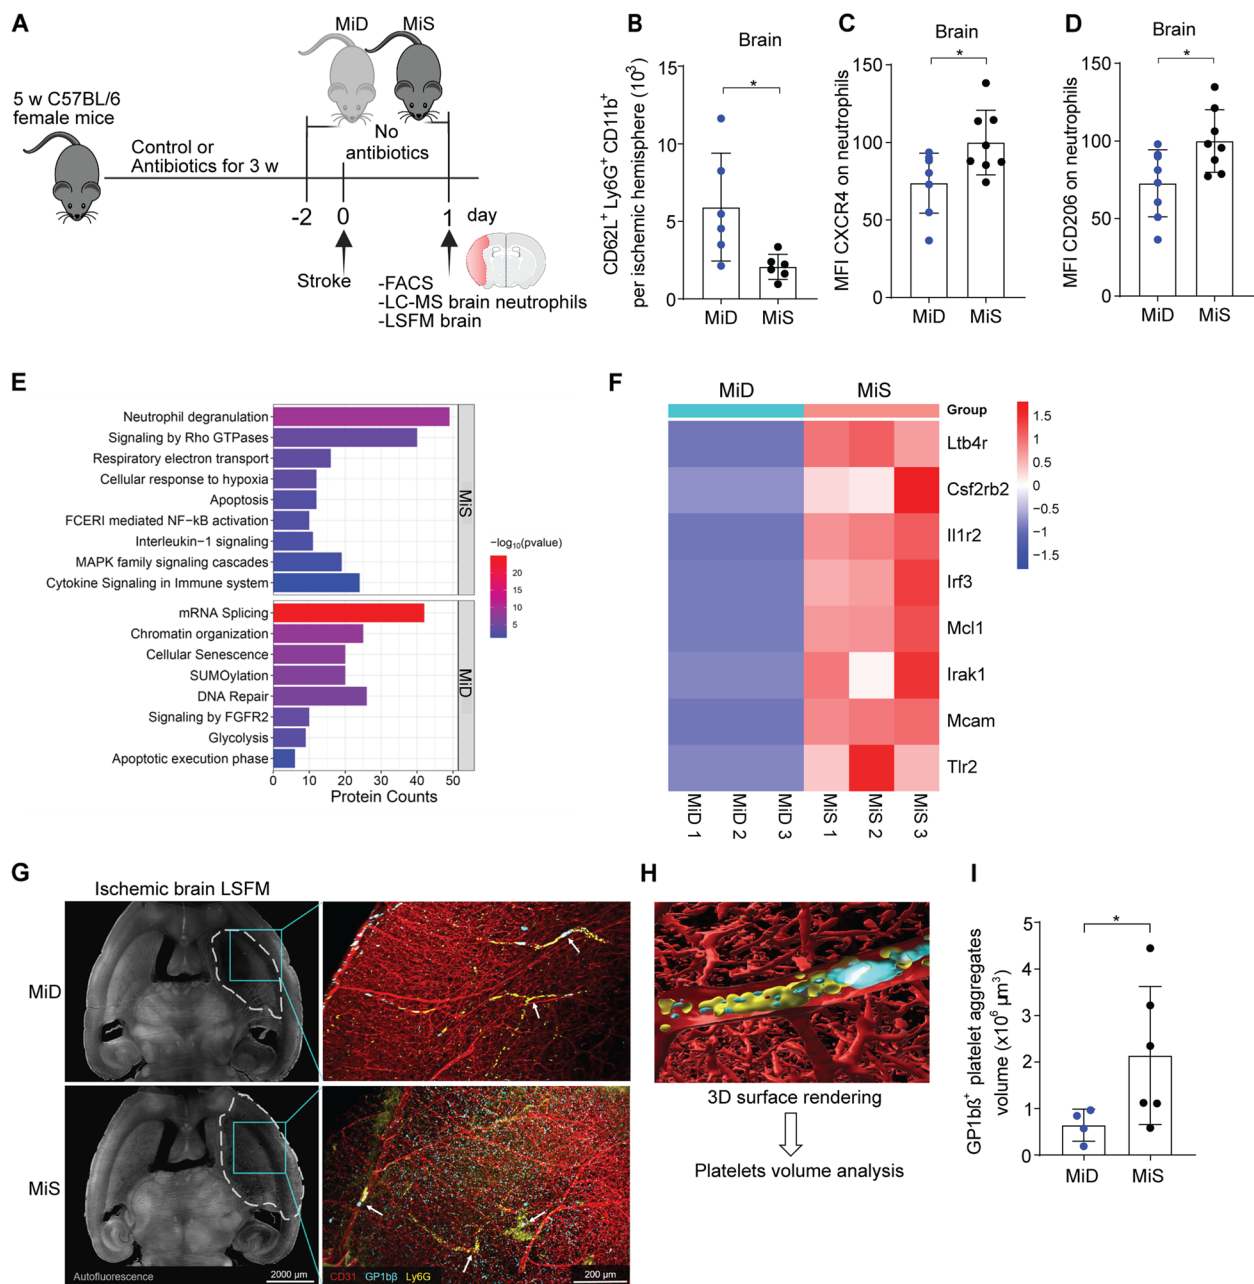 A
MiD
MiS
5 w C57BL/6
female mice
Control or
Antibiotics for 3 w
No
antibiotics
-2
0
1
day
Stroke
-FACS
-LC-MS brain neutrophils
-LSFM brain
B
Brain
*
CD62L⁺ Ly6G⁺ CD11b⁺
per ischemic hemisphere (10³)
15
10
5
0
MiD
MiS
C
Brain
*
MFI CXCR4 on neutrophils
150
100
50
0
MiD
MiS
D
Brain
*
MFI CD206 on neutrophils
150
100
50
0
MiD
MiS
E
Neutrophil degranulation
Signaling by Rho GTPases
Respiratory electron transport
Cellular response to hypoxia
Apoptosis
FCERI mediated NF-kB activation
Interleukin-1 signaling
MAPK family signaling cascades
Cytokine Signaling in Immune system
MiS
mRNA Splicing
Chromatin organization
Cellular Senescence
SUMOylation
DNA Repair
Signaling by FGFR2
Glycolysis
Apoptotic execution phase
MiD
0
10
20
30
40
50
Protein Counts
−log₁₀(pvalue)
20
15
10
5
F
MiD
MiS
Group
Ltb4r
Csf2rb2
Il1r2
Irf3
Mcl1
Irak1
Mcam
Tlr2
MiD 1
MiD 2
MiD 3
MiS 1
MiS 2
MiS 3
1.5
1
0.5
0
−0.5
−1
−1.5
G
Ischemic brain LSFM
MiD
MiS
Autofluorescence
2000 µm
CD31 GP1bβ Ly6G
200 µm
H
3D surface rendering
Platelets volume analysis
I
GP1bß⁺ platelet aggregates
volume (x10⁶ µm³)
*
5
4
3
2
1
0
MiD
MiS